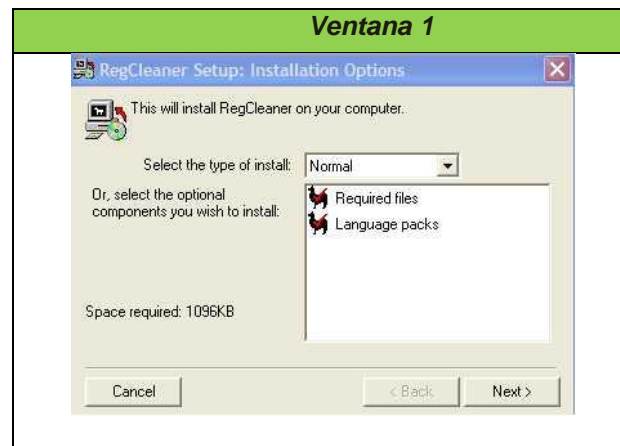 Ventana 1
RegCleaner Setup: Installation Options
This will install RegCleaner on your computer.
Select the type of install:
Normal
Or, select the optional
components you wish to install:
Required files
Language packs
Space required: 1096KB
Cancel
< Back
Next >